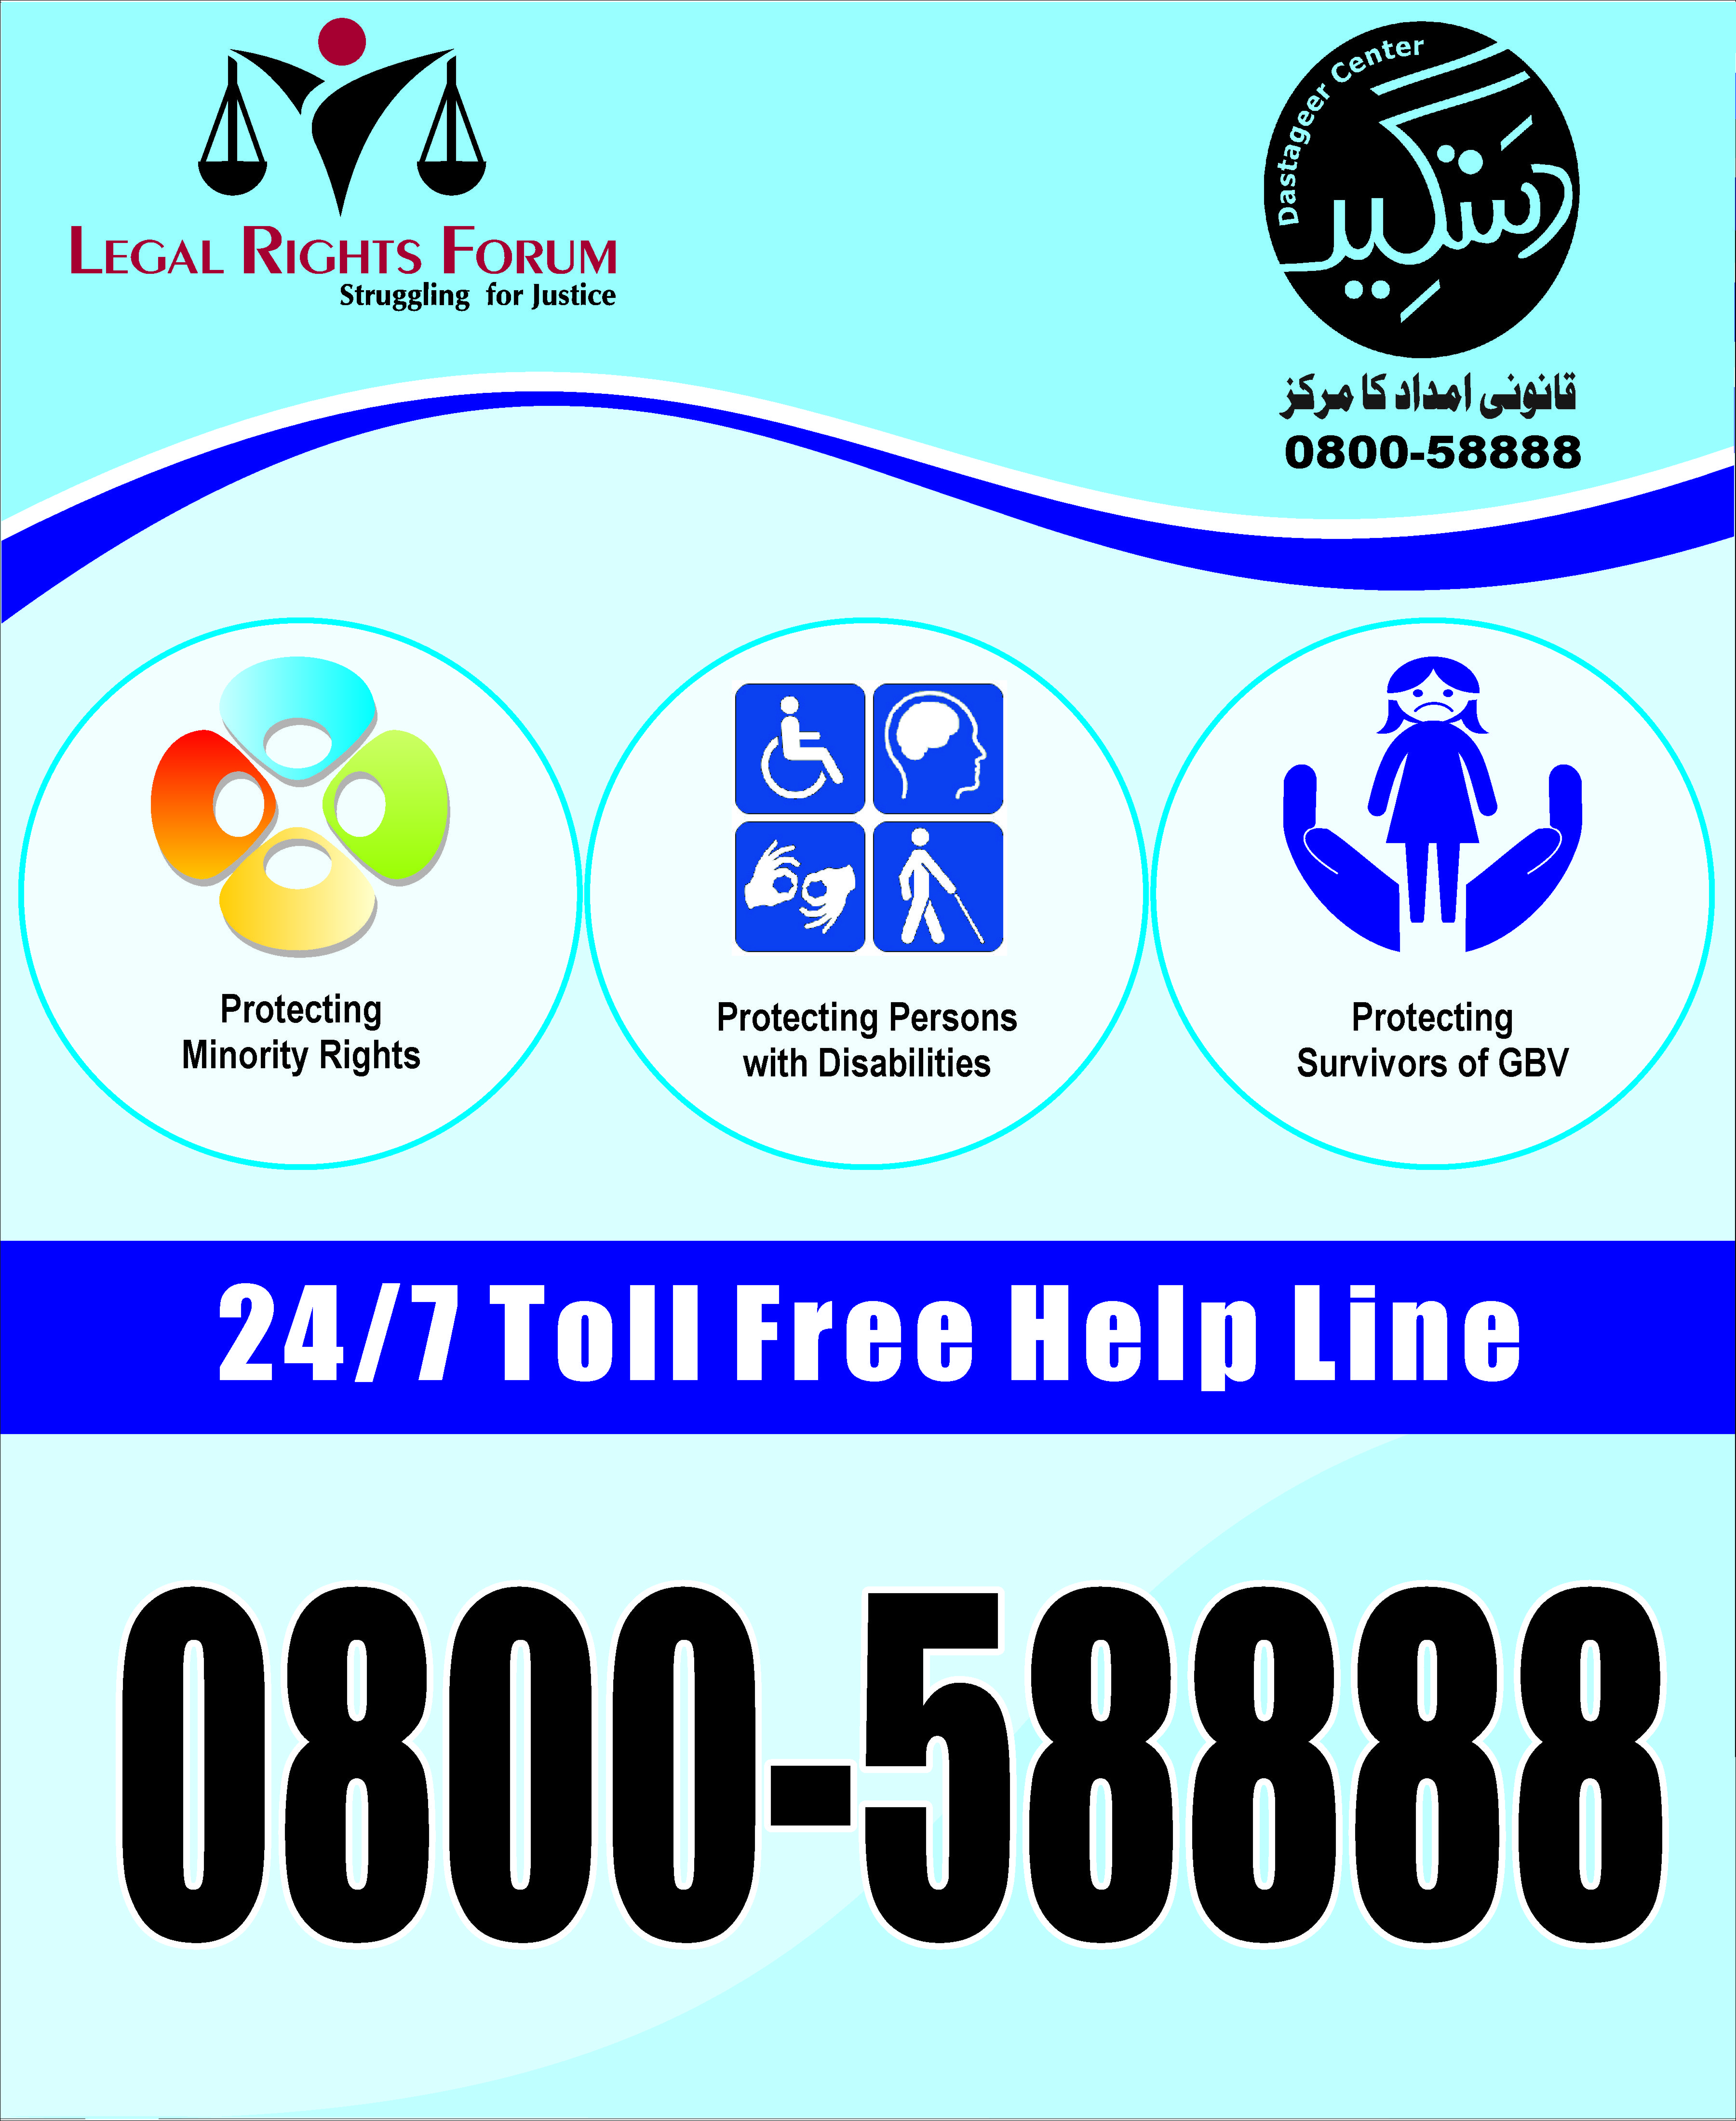 LEGAL RIGHTS FORUM
Struggling for Justice
Dastageer Center
دستگیر
قانونی امداد کا مرکز
0800-58888
Protecting
Minority Rights
Protecting Persons
with Disabilities
Protecting
Survivors of GBV
24/7 Toll Free Help Line
0800-58888